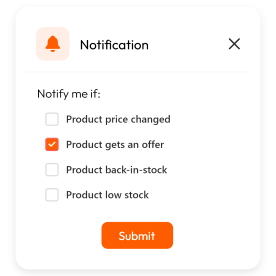 Notification
Notify me if:
Product price changed
Product gets an offer
Product back-in-stock
Product low stock
Submit